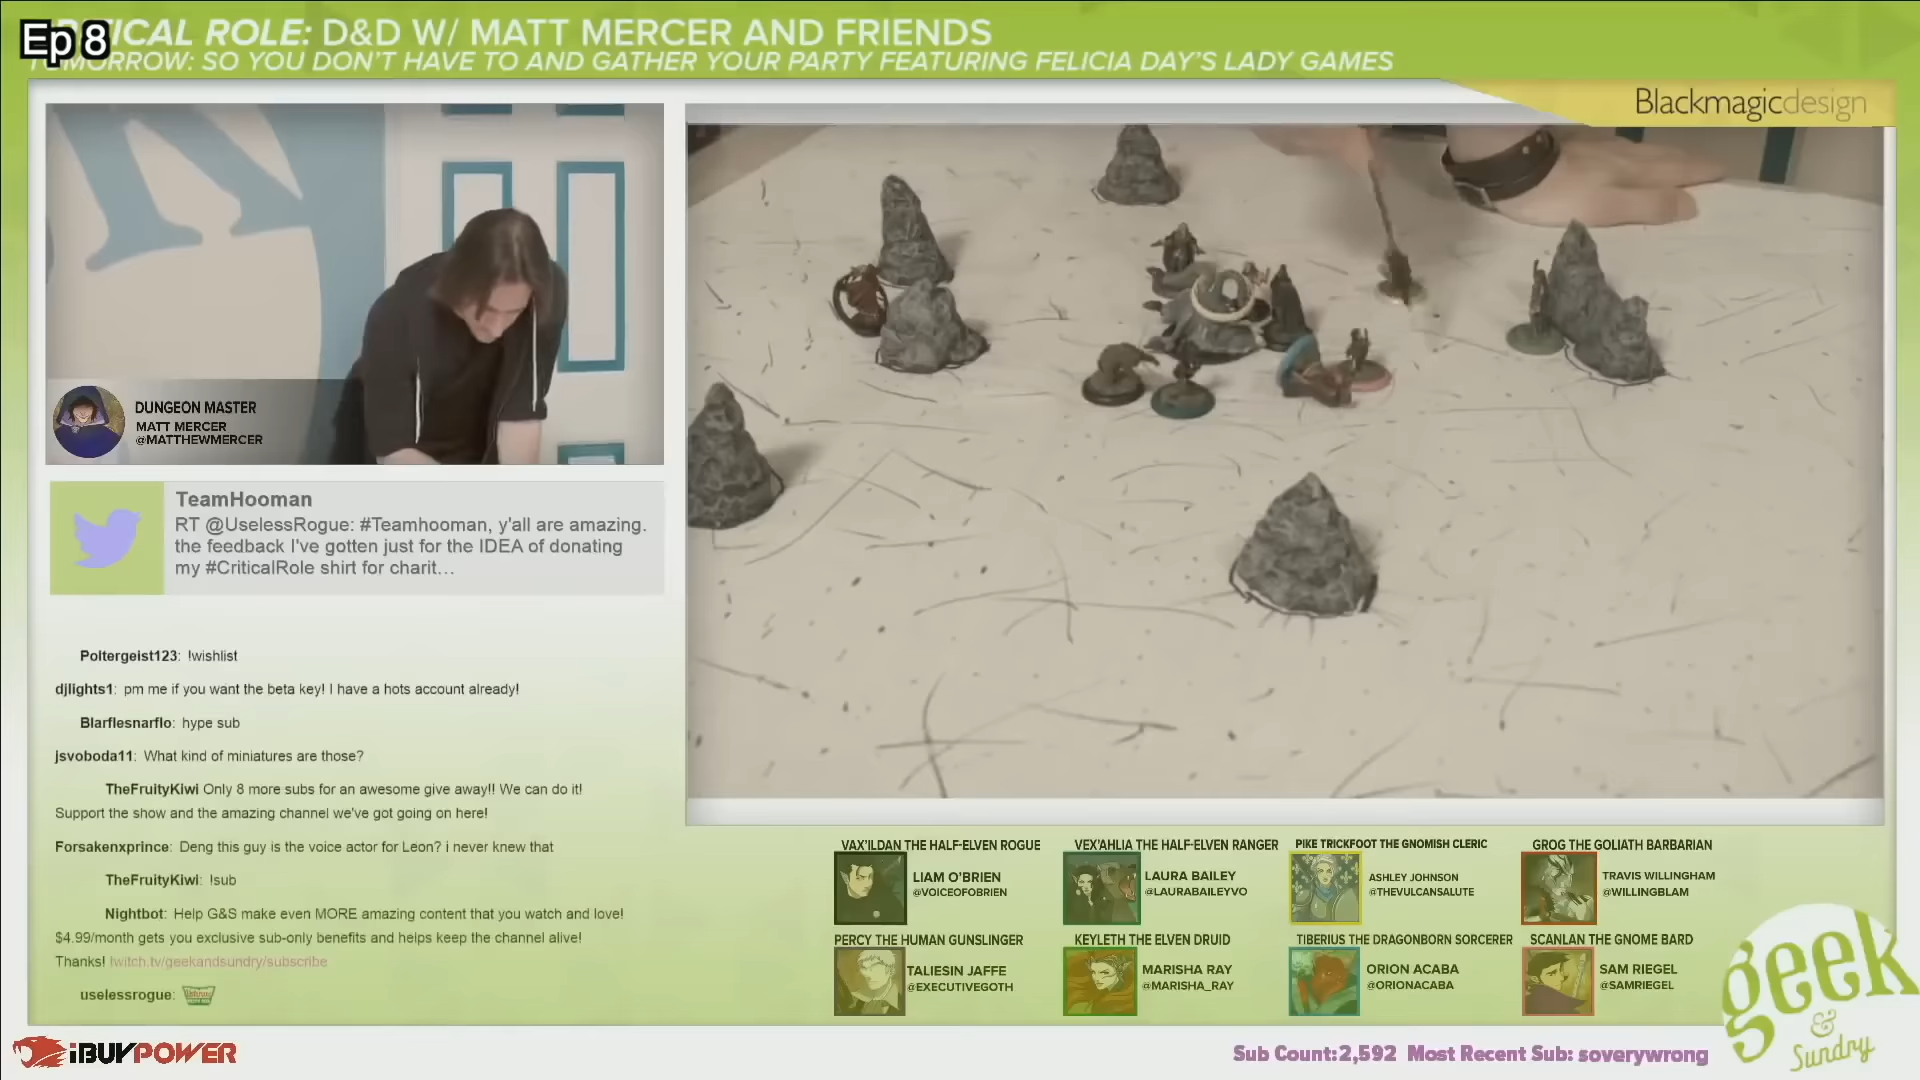 Ep 8
ICAL ROLE: D&D W/ MATT MERCER AND FRIENDS
MORROW: SO YOU DON'T HAVE TO AND GATHER YOUR PARTY FEATURING FELICIA DAY'S LADY GAMES
Blackmagicdesign
DUNGEON MASTER
MATT MERCER
@MATTHEWMERCER
TeamHooman
RT @UselessRogue: #Teamhooman, y'all are amazing.
the feedback I've gotten just for the IDEA of donating
my #CriticalRole shirt for charit…
Poltergeist123: !wishlist
djlights1: pm me if you want the beta key! I have a hots account already!
Blarflesnarflo: hype sub
jsvoboda11: What kind of miniatures are those?
TheFruityKiwi Only 8 more subs for an awesome give away!! We can do it!
Support the show and the amazing channel we've got going on here!
Forsakenxprince: Deng this guy is the voice actor for Leon? i never knew that
TheFruityKiwi: !sub
Nightbot: Help G&S make even MORE amazing content that you watch and love!
$4.99/month gets you exclusive sub-only benefits and helps keep the channel alive!
Thanks! twitch.tv/geekandsundry/subscribe
uselessrogue:
VAX'ILDAN THE HALF-ELVEN ROGUE
LIAM O'BRIEN
@VOICEOFOBRIEN
VEX'AHLIA THE HALF-ELVEN RANGER
LAURA BAILEY
@LAURABAILEYVO
PIKE TRICKFOOT THE GNOMISH CLERIC
ASHLEY JOHNSON
@THEVULCANSALUTE
GROG THE GOLIATH BARBARIAN
TRAVIS WILLINGHAM
@WILLINGBLAM
PERCY THE HUMAN GUNSLINGER
TALIESIN JAFFE
@EXECUTIVEGOTH
KEYLETH THE ELVEN DRUID
MARISHA RAY
@MARISHA_RAY
TIBERIUS THE DRAGONBORN SORCERER
ORION ACABA
@ORIONACABA
SCANLAN THE GNOME BARD
SAM RIEGEL
@SAMRIEGEL
geek
&
Sundry
iBUYPOWER
Sub Count:2,592 Most Recent Sub: soverywrong